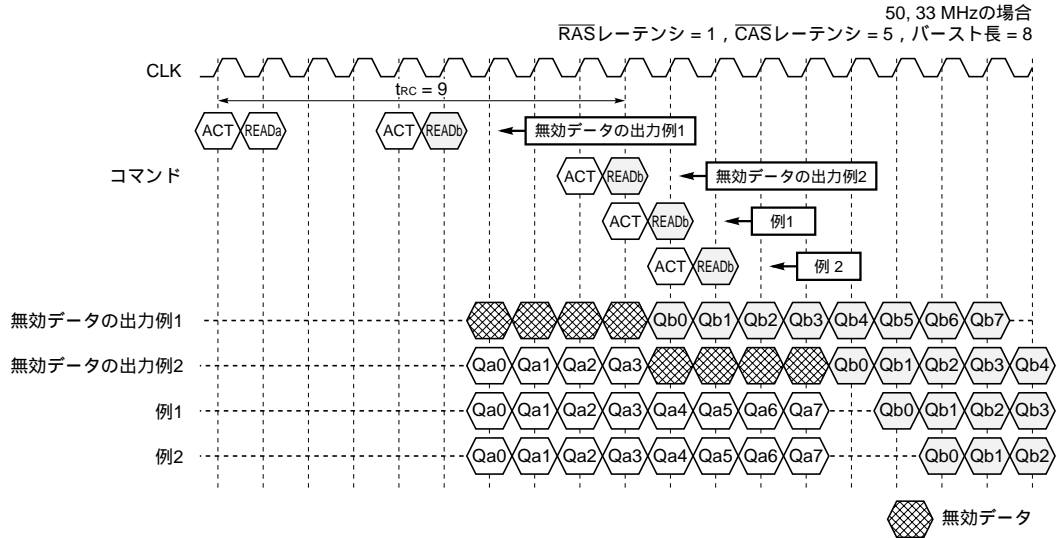 50, 33 MHzの場合
RASレーテンシ = 1 , CASレーテンシ = 5 , バースト長 = 8
CLK
tRC = 9
ACT READa ACT READb 無効データの出力例1
コマンド
ACT READb 無効データの出力例2
ACT READb 例1
ACT READb 例 2
無効データの出力例1 Qb0 Qb1 Qb2 Qb3 Qb4 Qb5 Qb6 Qb7
無効データの出力例2 Qa0 Qa1 Qa2 Qa3 Qb0 Qb1 Qb2 Qb3 Qb4
例1 Qa0 Qa1 Qa2 Qa3 Qa4 Qa5 Qa6 Qa7 Qb0 Qb1 Qb2 Qb3
例2 Qa0 Qa1 Qa2 Qa3 Qa4 Qa5 Qa6 Qa7 Qb0 Qb1 Qb2
無効データ